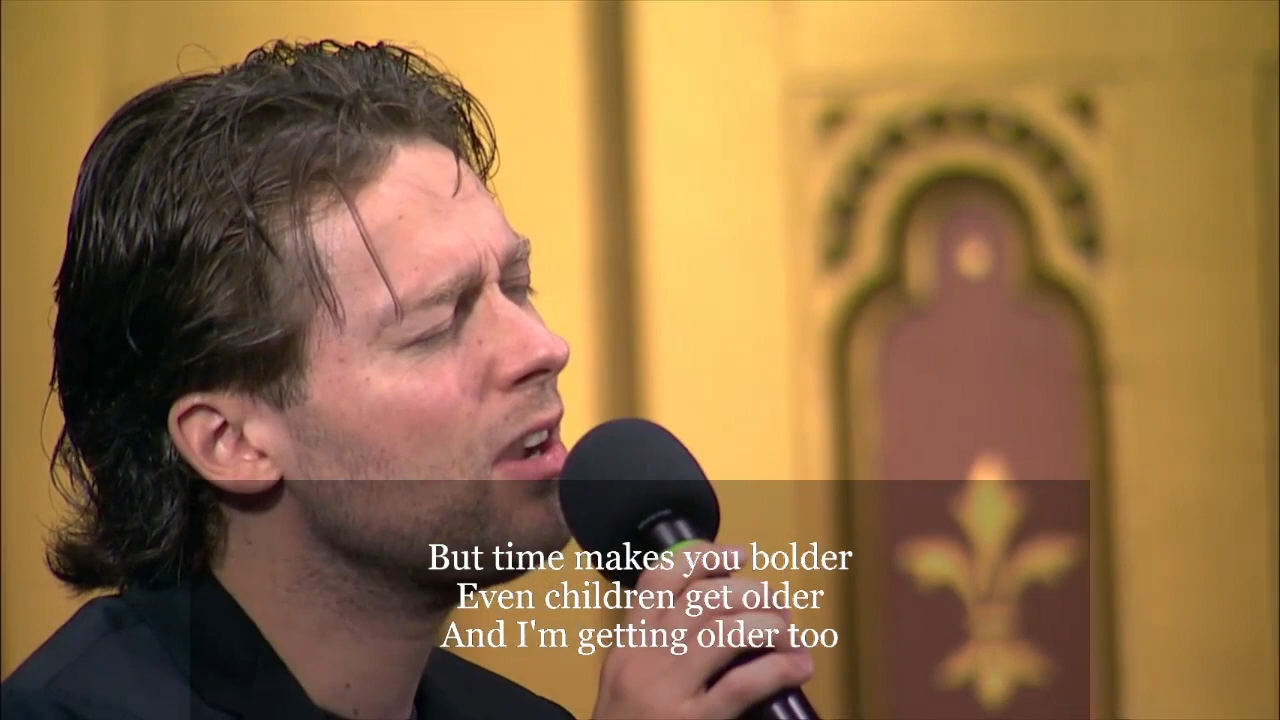 But time makes you bolder
Even children get older
And I'm getting older too